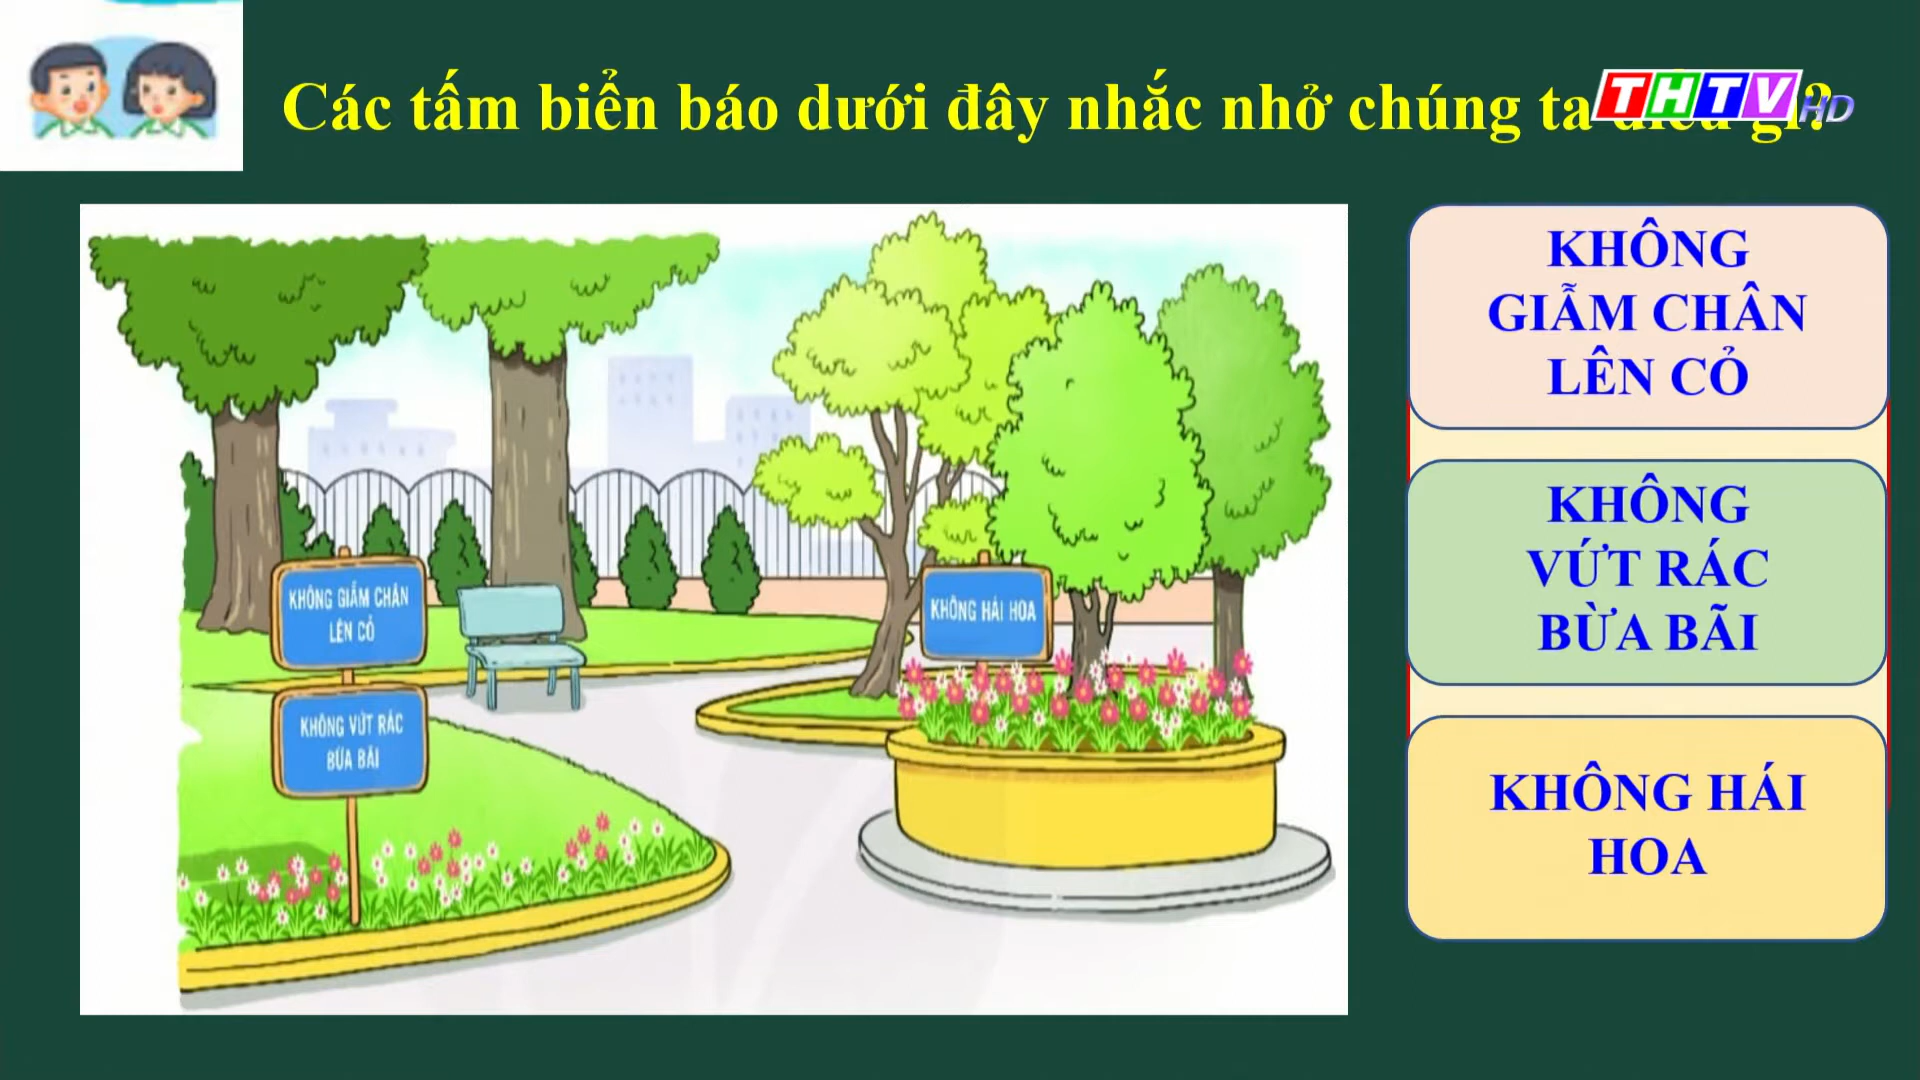 Các tấm biển báo dưới đây nhắc nhở chúng ta điều gì?
THTV HD
KHÔNG GIẪM CHÂN
LÊN CỎ
KHÔNG VỨT RÁC
BỪA BÃI
KHÔNG HÁI HOA
KHÔNG
GIẪM CHÂN
LÊN CỎ
KHÔNG
VỨT RÁC
BỪA BÃI
KHÔNG HÁI
HOA